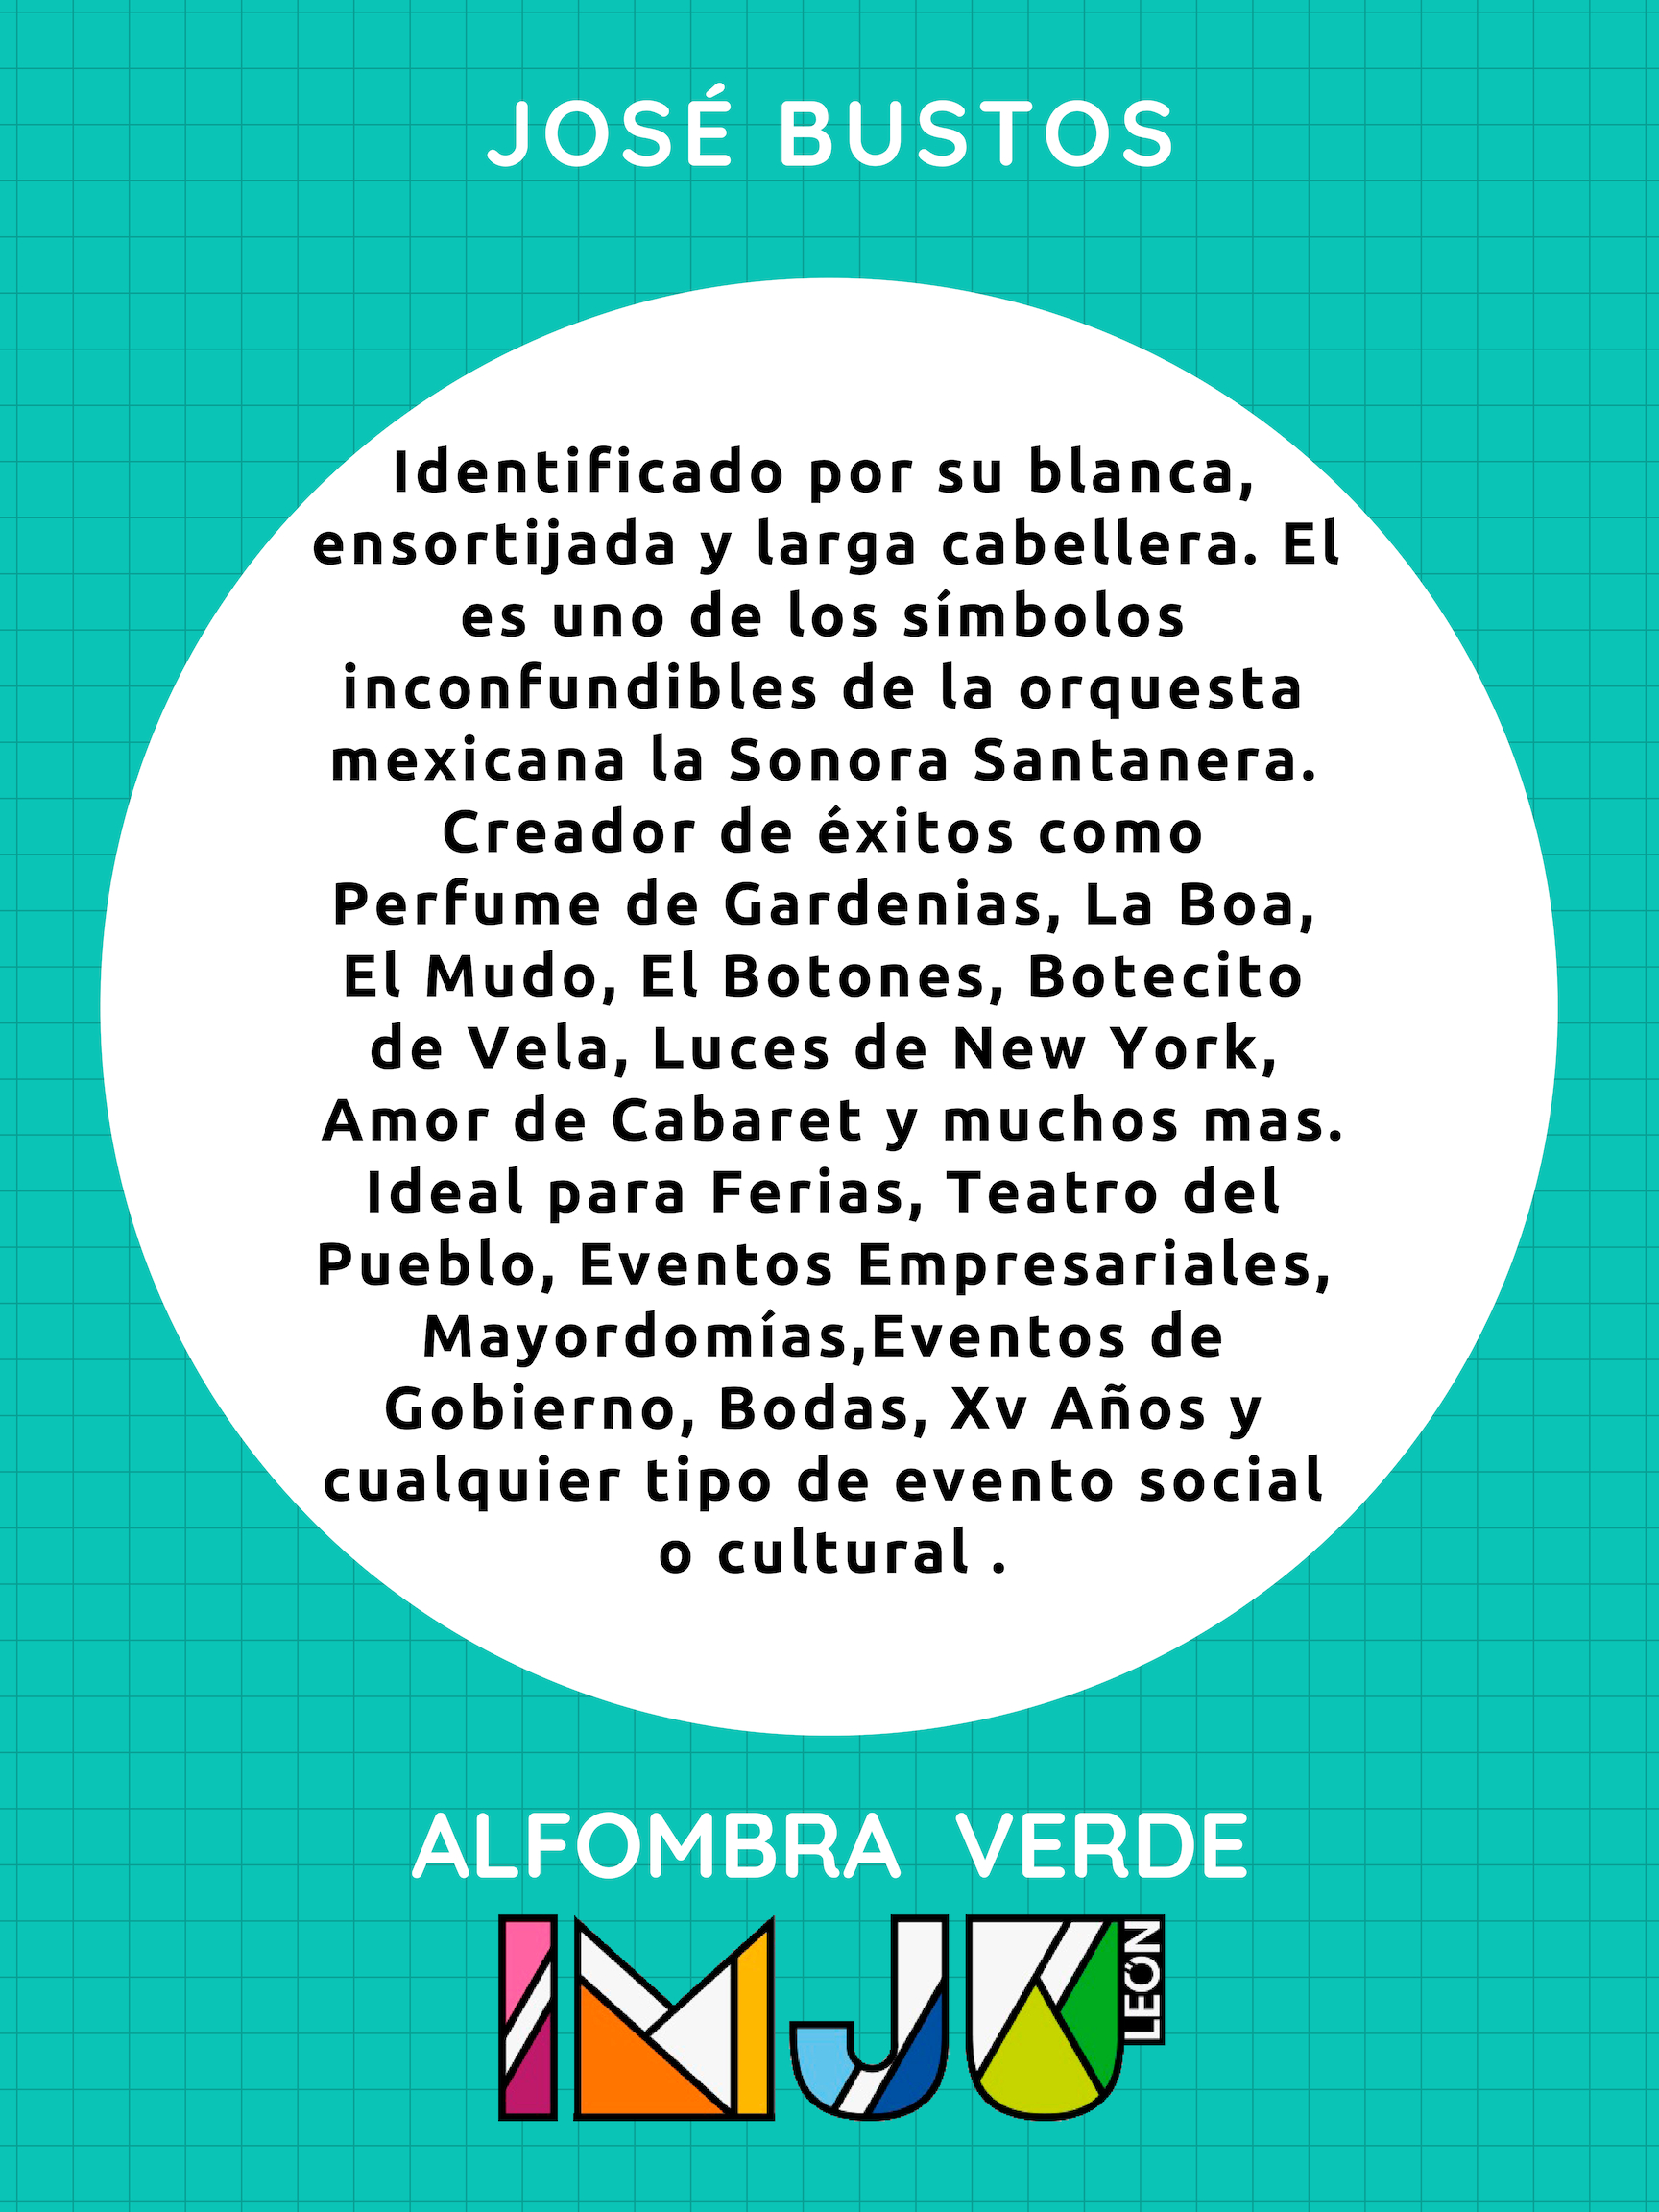 JOSÉ BUSTOS
Identificado por su blanca,
ensortijada y larga cabellera. El
es uno de los símbolos
inconfundibles de la orquesta
mexicana la Sonora Santanera.
Creador de éxitos como
Perfume de Gardenias, La Boa,
El Mudo, El Botones, Botecito
de Vela, Luces de New York,
Amor de Cabaret y muchos mas.
Ideal para Ferias, Teatro del
Pueblo, Eventos Empresariales,
Mayordomías,Eventos de
Gobierno, Bodas, Xv Años y
cualquier tipo de evento social
o cultural .
ALFOMBRA VERDE
IMJU
LEÓN